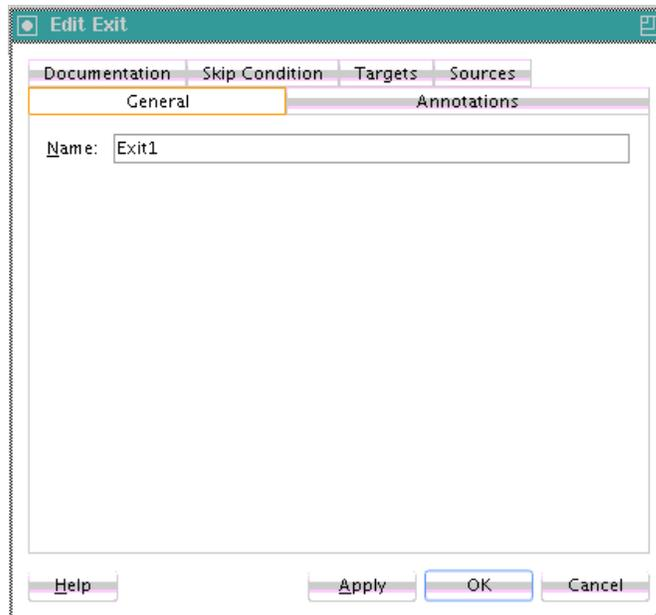 Edit Exit
Documentation Skip Condition Targets Sources
General Annotations
Name: Exit1
Help Apply OK Cancel